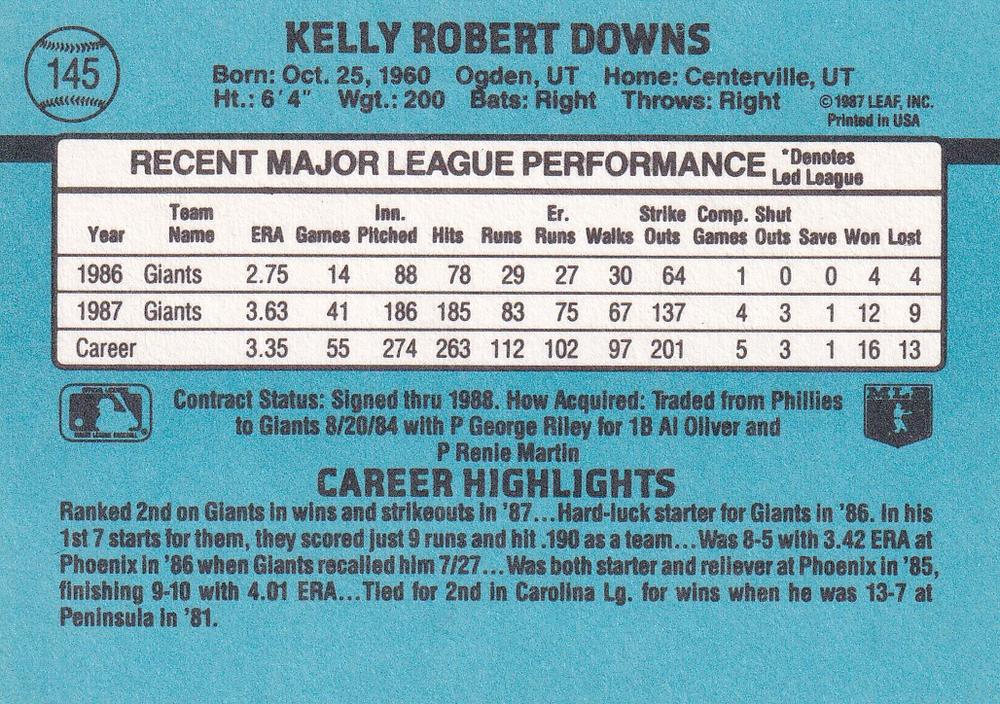 KELLY ROBERT DOWNS
145
Born: Oct. 25, 1960 Ogden, UT Home: Centerville, UT
Ht.: 6'4" Wgt.: 200 Bats: Right Throws: Right
©1987 LEAF, INC.
Printed in USA
RECENT MAJOR LEAGUE PERFORMANCE *Denotes Led League
Year Team Name ERA Games Inn. Pitched Hits Runs Er. Runs Walks Strike Outs Comp. Games Shut Outs Save Won Lost
1986 Giants 2.75 14 88 78 29 27 30 64 1 0 0 4 4
1987 Giants 3.63 41 186 185 83 75 67 137 4 3 1 12 9
Career 3.35 55 274 263 112 102 97 201 5 3 1 16 13
Contract Status: Signed thru 1988. How Acquired: Traded from Phillies
to Giants 8/20/84 with P George Riley for 1B Al Oliver and
P Renie Martin
MLB
CAREER HIGHLIGHTS
Ranked 2nd on Giants in wins and strikeouts in '87...Hard-luck starter for Giants in '86. In his
1st 7 starts for them, they scored just 9 runs and hit .190 as a team...Was 8-5 with 3.42 ERA at
Phoenix in '86 when Giants recalled him 7/27...Was both starter and reliever at Phoenix in '85,
finishing 9-10 with 4.01 ERA...Tied for 2nd in Carolina Lg. for wins when he was 13-7 at
Peninsula in '81.